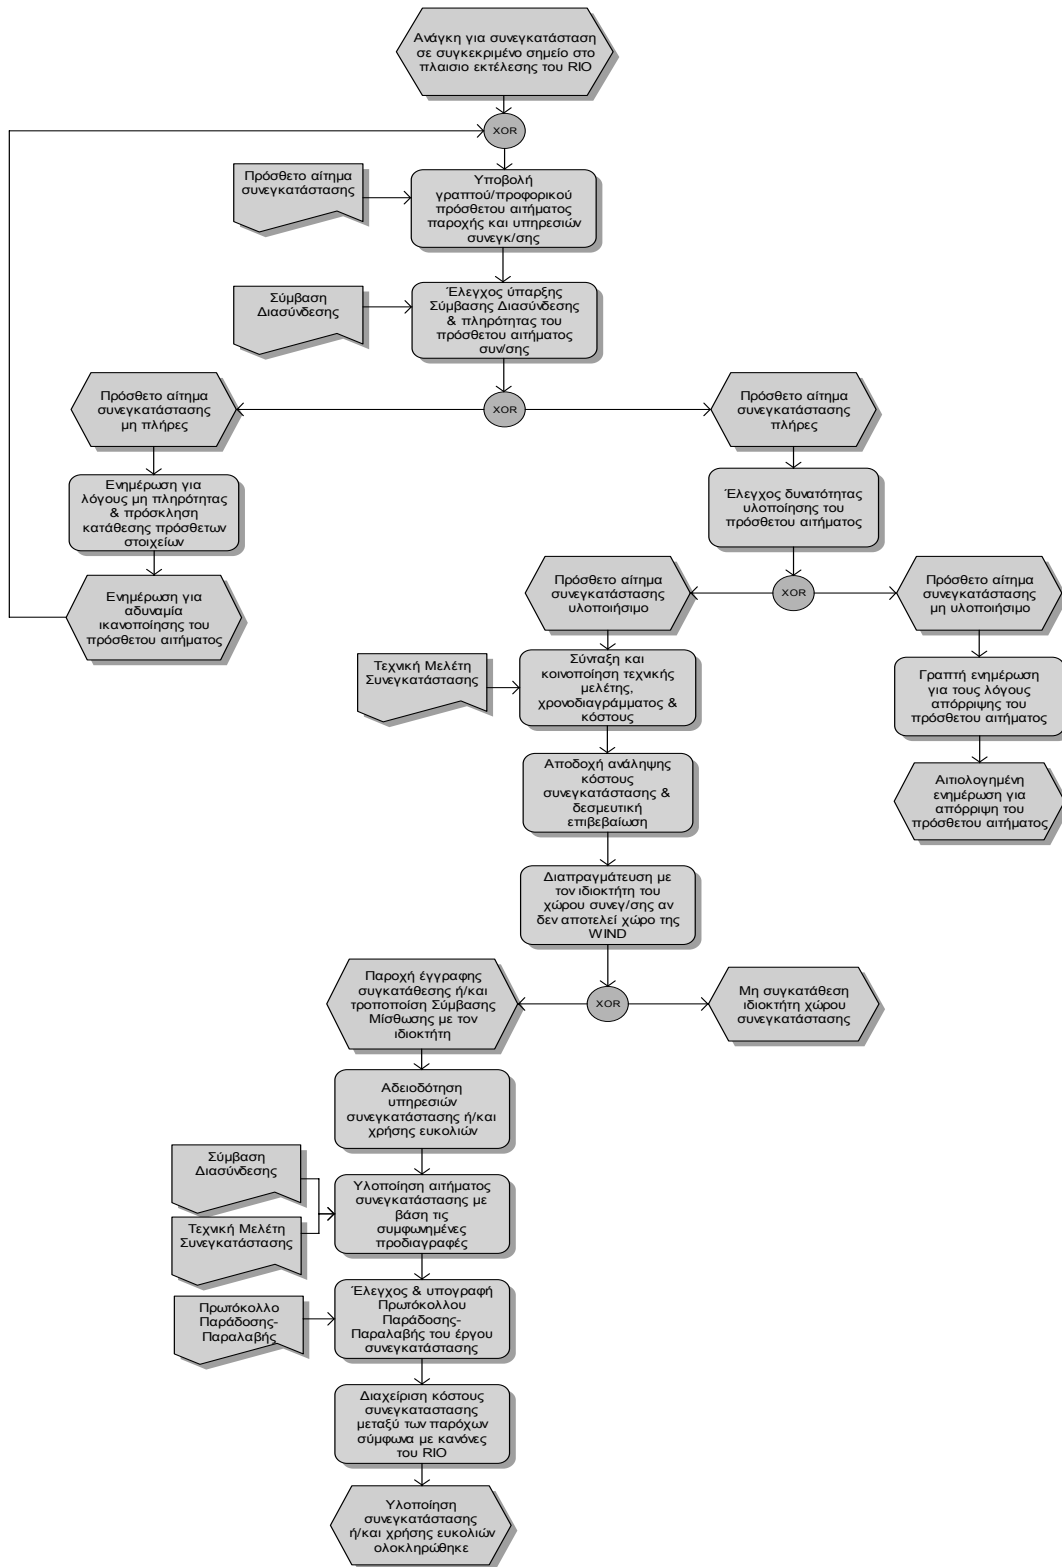 Ανάγκη για συνεγκατάσταση
σε συγκεκριμένο σημείο στο
πλαισιο εκτέλεσης του RIO
XOR
Πρόσθετο αίτημα
συνεγκατάστασης
Υποβολή
γραπτού/προφορικού
πρόσθετου αιτήματος
παροχής και υπηρεσιών
συνεγκ/σης
Σύμβαση
Διασύνδεσης
Έλεγχος ύπαρξης
Σύμβασης Διασύνδεσης
& πληρότητας του
πρόσθετου αιτήματος
συν/σης
Πρόσθετο αίτημα
συνεγκατάστασης
μη πλήρες
XOR
Πρόσθετο αίτημα
συνεγκατάστασης
πλήρες
Ενημέρωση για
λόγους μη πληρότητας
& πρόσκληση
κατάθεσης πρόσθετων
στοιχείων
Έλεγχος δυνατότητας
υλοποίησης του
πρόσθετου αιτήματος
Ενημέρωση για
αδυναμία
ικανοποίησης του
πρόσθετου αιτήματος
Πρόσθετο αίτημα
συνεγκατάστασης
υλοποιήσιμο
XOR
Πρόσθετο αίτημα
συνεγκατάστασης
μη υλοποιήσιμο
Τεχνική Μελέτη
Συνεγκατάστασης
Σύνταξη και
κοινοποίηση τεχνικής
μελέτης,
χρονοδιαγράμματος &
κόστους
Γραπτή ενημέρωση
για τους λόγους
απόρριψης του
πρόσθετου αιτήματος
Αποδοχή ανάληψης
κόστους
συνεγκατάστασης &
δεσμευτική
επιβεβαίωση
Αιτιολογημένη
ενημέρωση για
απόρριψη του
πρόσθετου αιτήματος
Διαπραγμάτευση με
τον ιδιοκτήτη του
χώρου συνεγ/σης αν
δεν αποτελεί χώρο της
WIND
Παροχή έγγραφης
συγκατάθεσης ή/και
τροποποίση Σύμβασης
Μίσθωσης με τον
ιδιοκτήτη
XOR
Μη συγκατάθεση
ιδιοκτήτη χώρου
συνεγκατάστασης
Αδειοδότηση
υπηρεσιών
συνεγκατάστασης ή/και
χρήσης ευκολιών
Σύμβαση
Διασύνδεσης
Τεχνική Μελέτη
Συνεγκατάστασης
Υλοποίηση αιτήματος
συνεγκατάστασης με
βάση τις
συμφωνημένες
προδιαγραφές
Πρωτόκολλο
Παράδοσης-
Παραλαβής
Έλεγχος & υπογραφή
Πρωτόκολλου
Παράδοσης-
Παραλαβής του έργου
συνεγκατάστασης
Διαχείριση κόστους
συνεγκαταστασης
μεταξύ των παρόχων
σύμφωνα με κανόνες
του RIO
Υλοποίηση
συνεγκατάστασης
ή/και χρήσης ευκολιών
ολοκληρώθηκε